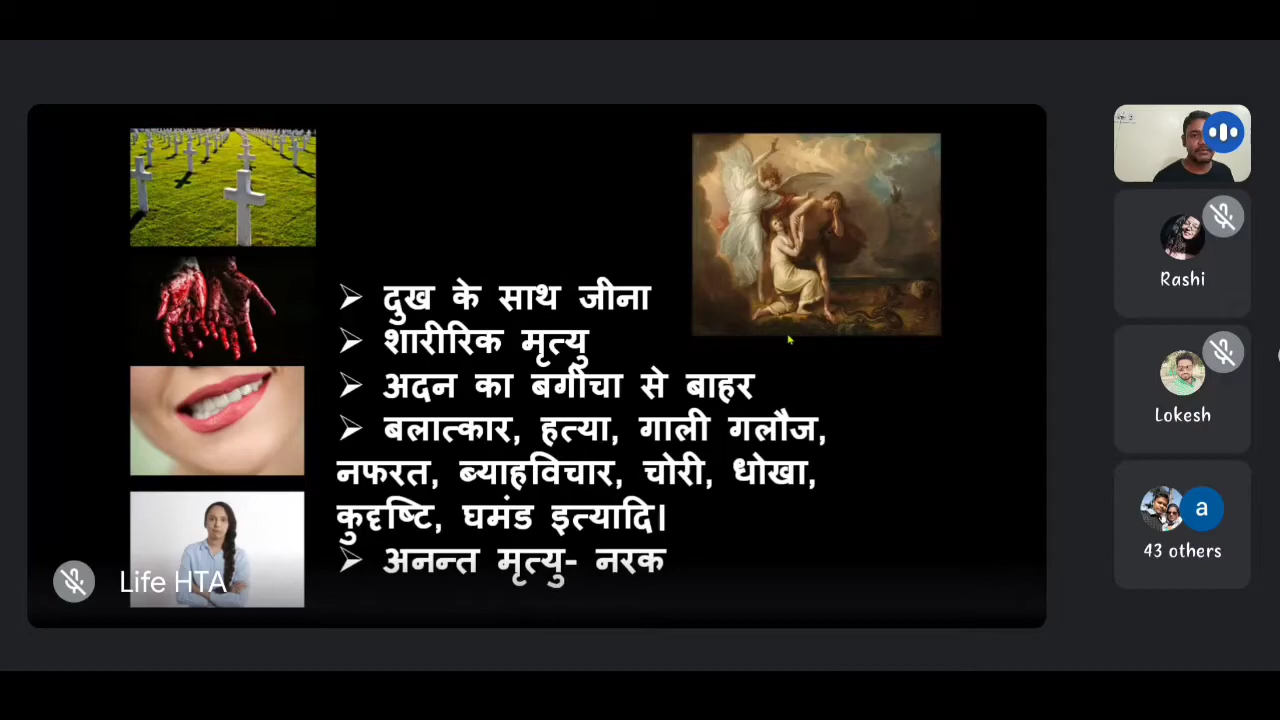 ➢ दुख के साथ जीना
➢ शारीरिक मृत्यु
➢ अदन का बगीचा से बाहर
➢ बलात्कार, हत्या, गाली गलौज,
नफरत, ब्याहविचार, चोरी, धोखा,
कुदृष्टि, घमंड इत्यादि।
➢ अनन्त मृत्यु- नरक
Life HTA
Rashi
Lokesh
a
43 others